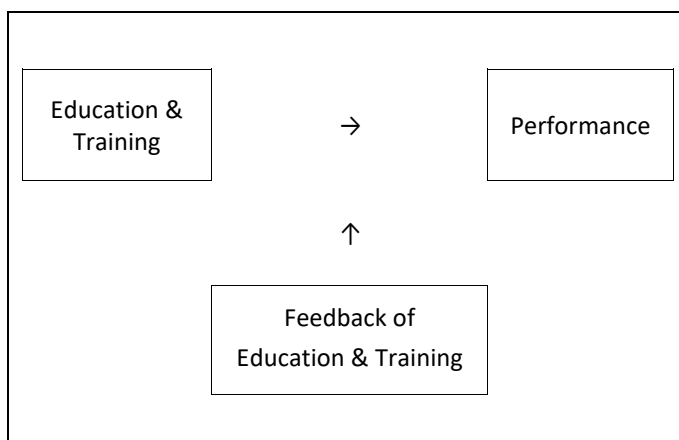 Education &
Training
→
Performance
↑
Feedback of
Education & Training